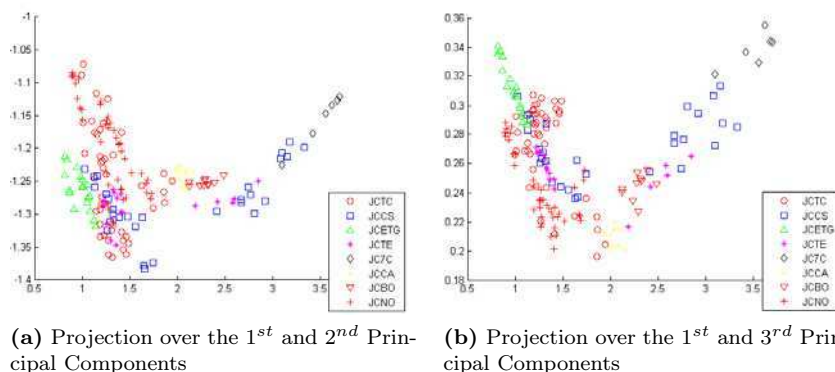 -1
-1.05
-1.1
-1.15
-1.2
-1.25
-1.3
-1.35
-1.4
0.5 1 1.5 2 2.5 3 3.5
JCTC
JCCS
JCETG
JCTE
JC7C
JCCA
JCBO
JCNO
(a) Projection over the 1st and 2nd Prin-
cipal Components
0.36
0.34
0.32
0.3
0.28
0.26
0.24
0.22
0.2
0.18
0.5 1 1.5 2 2.5 3 3.5
JCTC
JCCS
JCETG
JCTE
JC7C
JCCA
JCBO
JCNO
(b) Projection over the 1st and 3rd Prin-
cipal Components